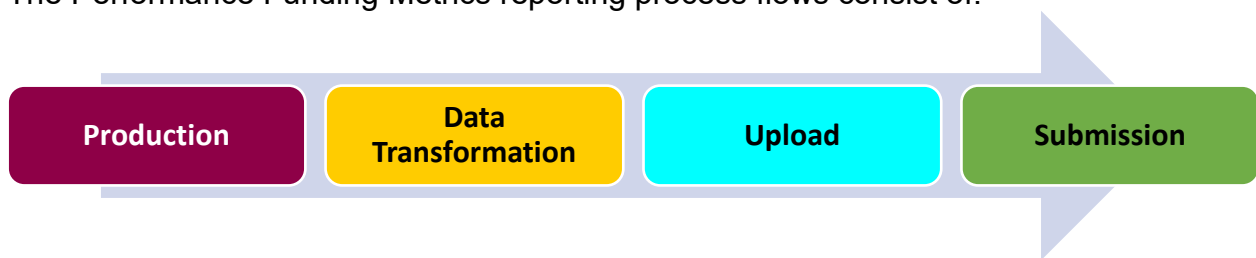 The Performance Funding Metrics reporting process flows consist of:
Production
Data
Transformation
Upload
Submission